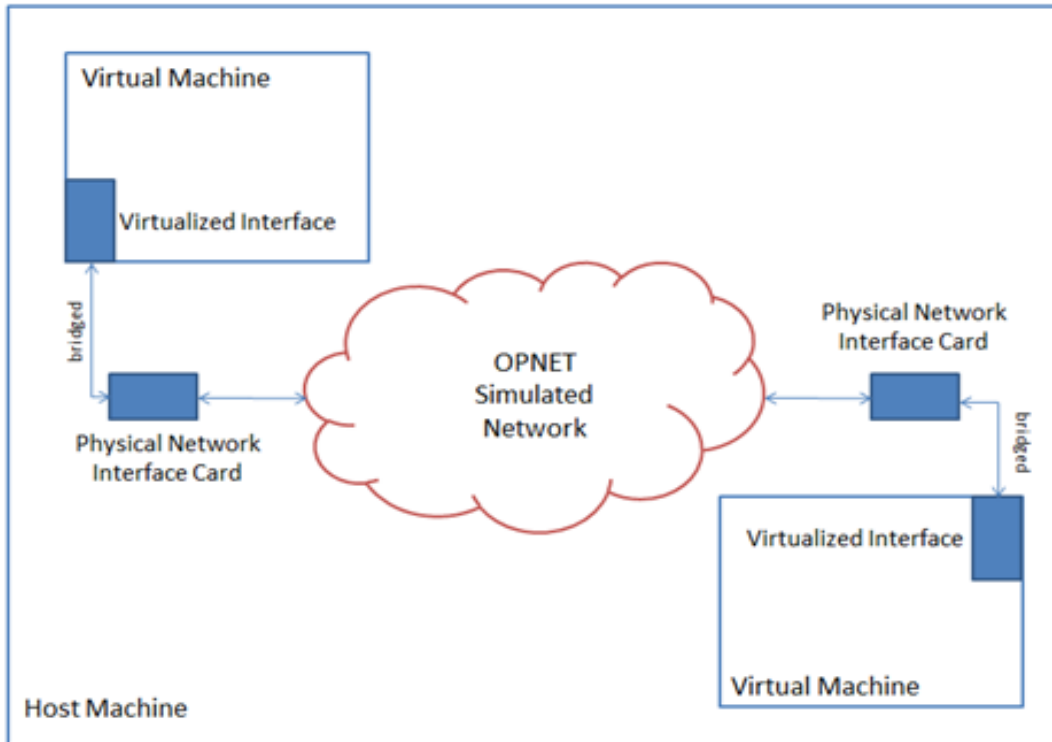 Virtual Machine
Virtualized Interface
bridged
Physical Network
Interface Card
OPNET
Simulated
Network
Physical Network
Interface Card
bridged
Virtualized Interface
Virtual Machine
Host Machine